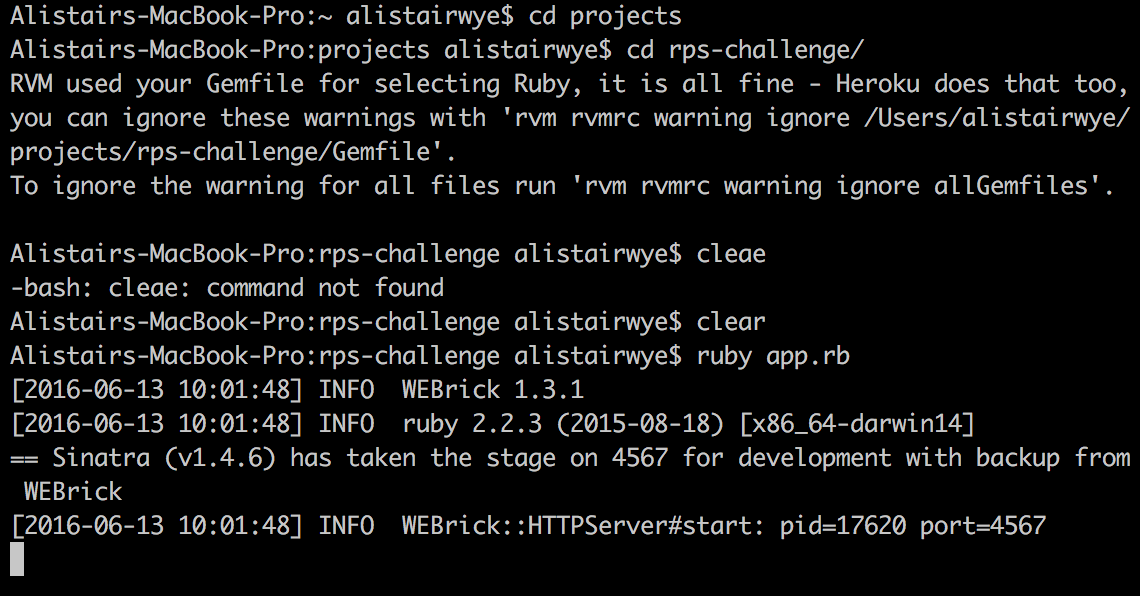 Alistairs-MacBook-Pro:~ alistairwye$ cd projects
Alistairs-MacBook-Pro:projects alistairwye$ cd rps-challenge/
RVM used your Gemfile for selecting Ruby, it is all fine - Heroku does that too,
you can ignore these warnings with 'rvm rvmrc warning ignore /Users/alistairwye/
projects/rps-challenge/Gemfile'.
To ignore the warning for all files run 'rvm rvmrc warning ignore allGemfiles'.
Alistairs-MacBook-Pro:rps-challenge alistairwye$ cleae
-bash: cleae: command not found
Alistairs-MacBook-Pro:rps-challenge alistairwye$ clear
Alistairs-MacBook-Pro:rps-challenge alistairwye$ ruby app.rb
[2016-06-13 10:01:48] INFO  WEBrick 1.3.1
[2016-06-13 10:01:48] INFO  ruby 2.2.3 (2015-08-18) [x86_64-darwin14]
== Sinatra (v1.4.6) has taken the stage on 4567 for development with backup from
 WEBrick
[2016-06-13 10:01:48] INFO  WEBrick::HTTPServer#start: pid=17620 port=4567